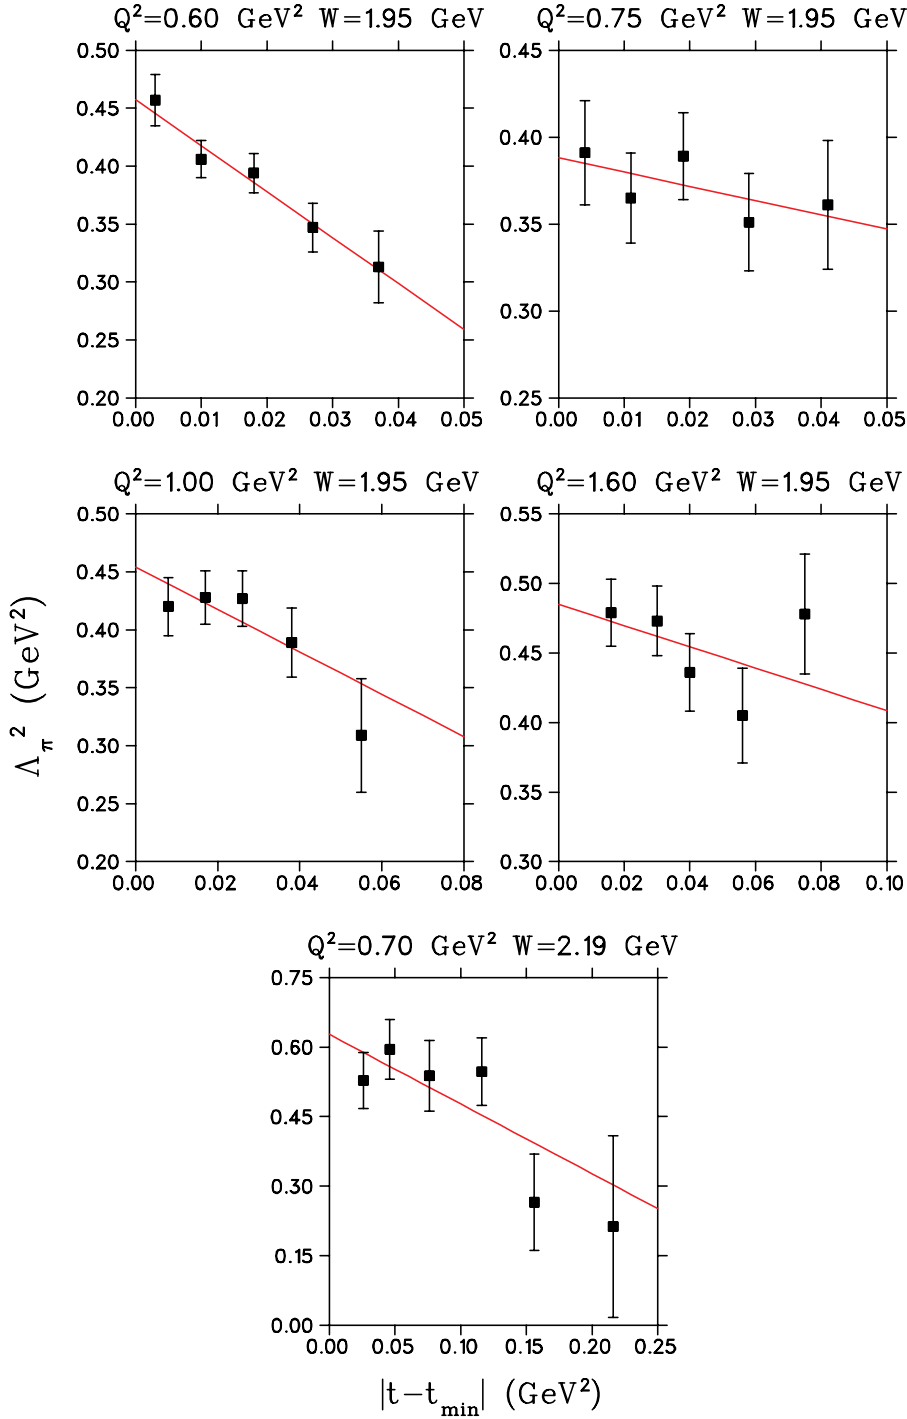 Q²=0.60 GeV² W=1.95 GeV
0.50
0.45
0.40
0.35
0.30
0.25
0.20
0.00 0.01 0.02 0.03 0.04 0.05
Q²=0.75 GeV² W=1.95 GeV
0.45
0.40
0.35
0.30
0.25
0.00 0.01 0.02 0.03 0.04 0.05
Λπ² (GeV²)
Q²=1.00 GeV² W=1.95 GeV
0.50
0.45
0.40
0.35
0.30
0.25
0.20
0.00 0.02 0.04 0.06 0.08
Q²=1.60 GeV² W=1.95 GeV
0.55
0.50
0.45
0.40
0.35
0.30
0.00 0.02 0.04 0.06 0.08 0.10
Q²=0.70 GeV² W=2.19 GeV
0.75
0.60
0.45
0.30
0.15
0.00
0.00 0.05 0.10 0.15 0.20 0.25
|t−tmin| (GeV²)